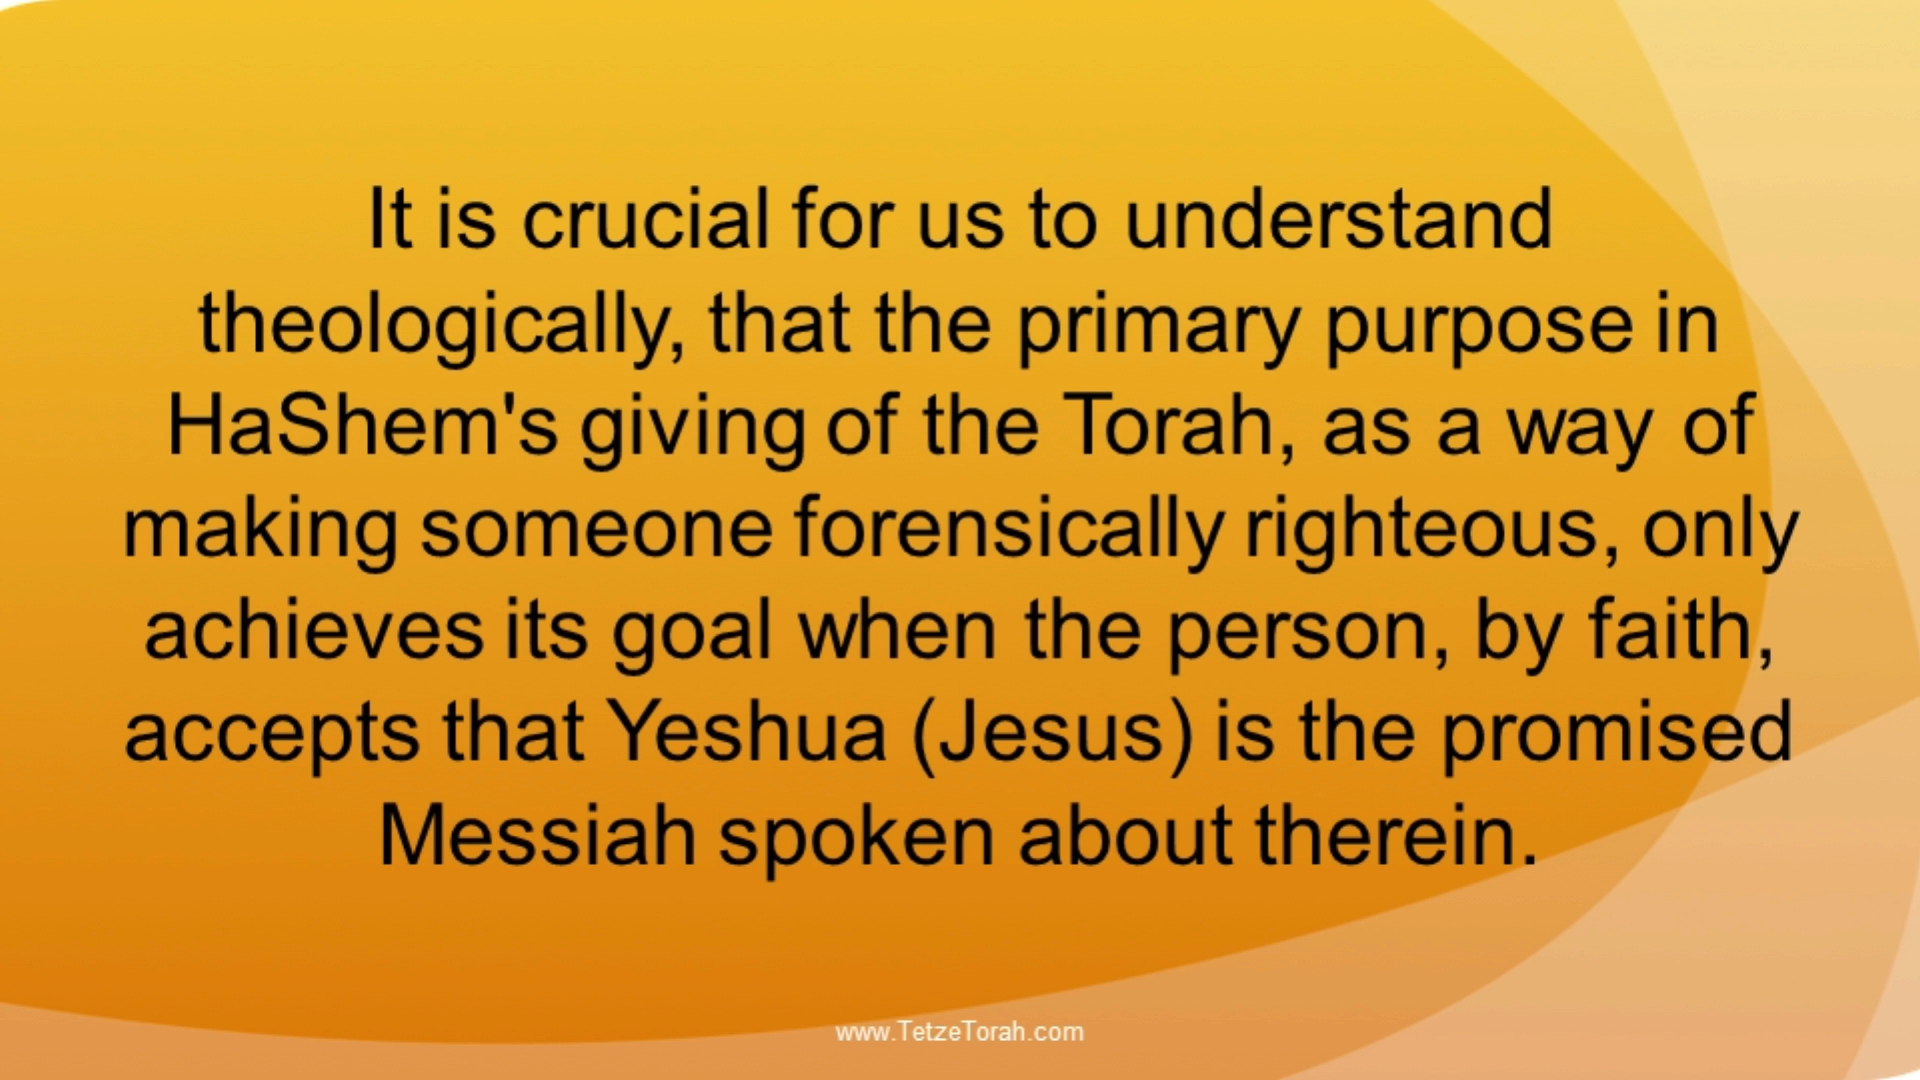 It is crucial for us to understand
theologically, that the primary purpose in
HaShem's giving of the Torah, as a way of
making someone forensically righteous, only
achieves its goal when the person, by faith,
accepts that Yeshua (Jesus) is the promised
Messiah spoken about therein.
www.TetzeTorah.com